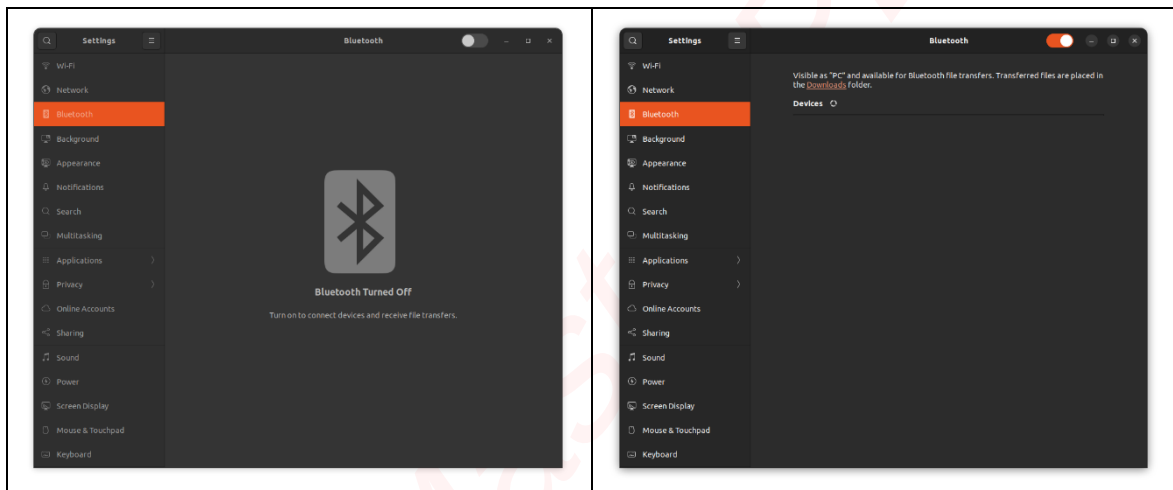 Settings
Bluetooth
Wi-Fi
Network
Bluetooth
Background
Appearance
Notifications
Search
Multitasking
Applications
Privacy
Online Accounts
Sharing
Sound
Power
Screen Display
Mouse & Touchpad
Keyboard
Bluetooth Turned Off
Turn on to connect devices and receive file transfers.
Settings
Bluetooth
Wi-Fi
Network
Bluetooth
Background
Appearance
Notifications
Search
Multitasking
Applications
Privacy
Online Accounts
Sharing
Sound
Power
Screen Display
Mouse & Touchpad
Keyboard
Visible as "PC" and available for Bluetooth file transfers. Transferred files are placed in
the Downloads folder.
Devices